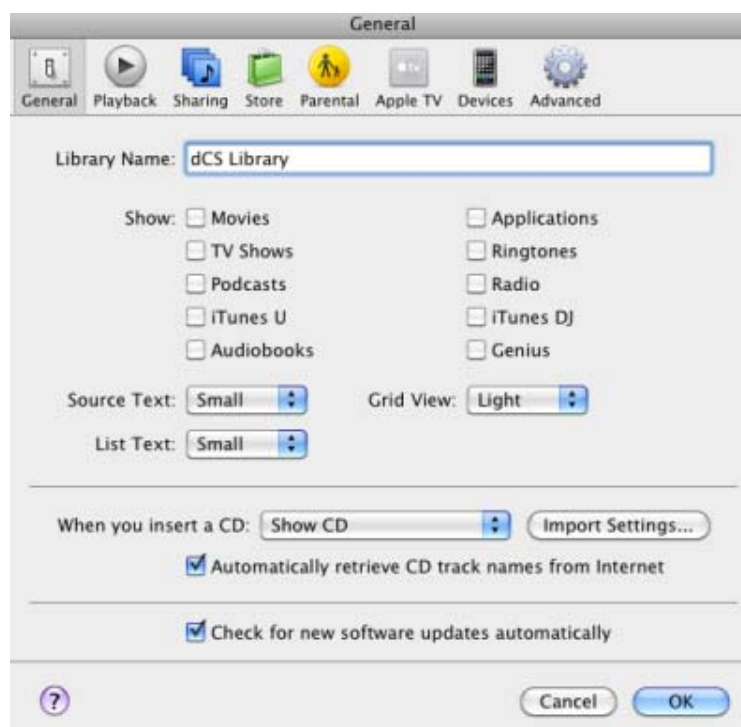 General
General Playback Sharing Store Parental Apple TV Devices Advanced
Library Name: dCS Library
Show: Movies Applications
TV Shows Ringtones
Podcasts Radio
iTunes U iTunes DJ
Audiobooks Genius
Source Text: Small Grid View: Light
List Text: Small
When you insert a CD: Show CD Import Settings...
Automatically retrieve CD track names from Internet
Check for new software updates automatically
? Cancel OK